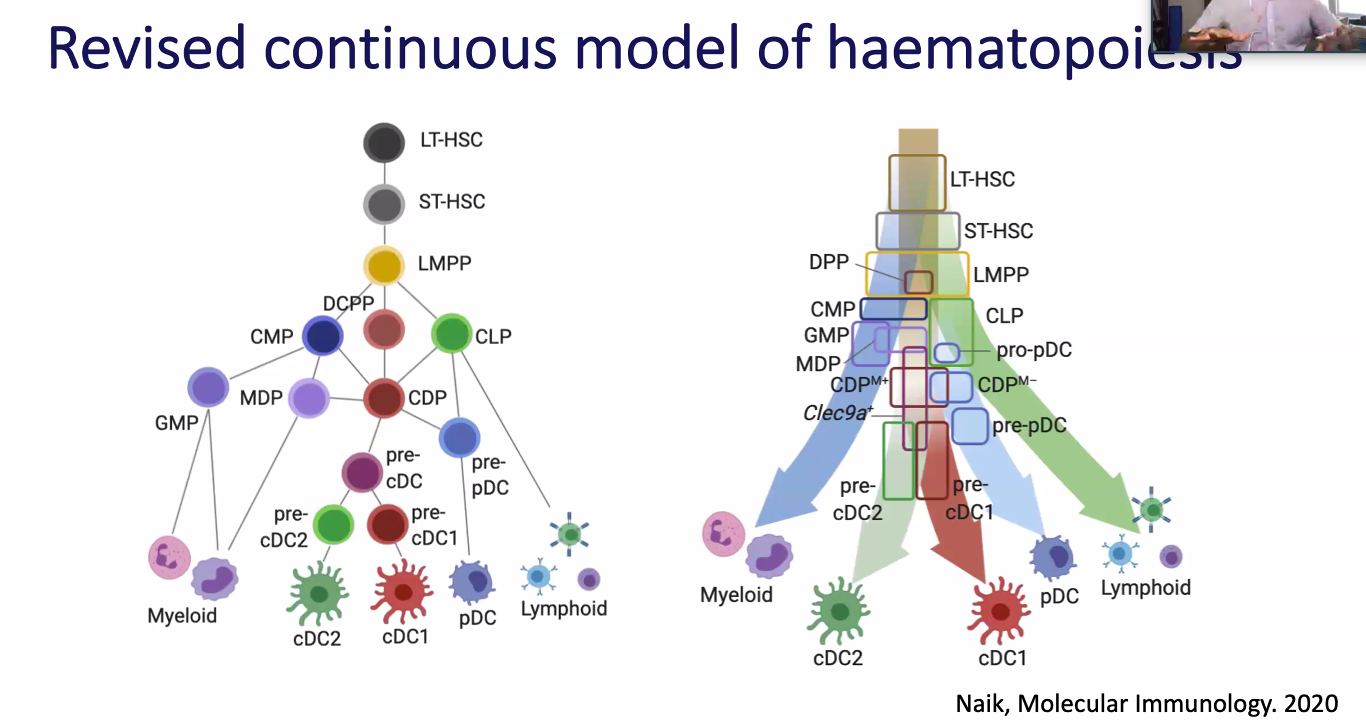 Revised continuous model of haematopoiesis
LT-HSC
ST-HSC
LMPP
DCPP
CMP
CLP
MDP
CDP
GMP
pre-
cDC
pre-
pDC
pre-
cDC2
pre-
cDC1
Myeloid
cDC2
cDC1
pDC
Lymphoid
LT-HSC
ST-HSC
DPP
LMPP
CMP
CLP
GMP
pro-pDC
MDP
CDPᴹ⁺
CDPᴹ⁻
Clec9a⁺
pre-pDC
pre-
cDC2
pre-
cDC1
Myeloid
cDC2
cDC1
pDC
Lymphoid
Naik, Molecular Immunology. 2020